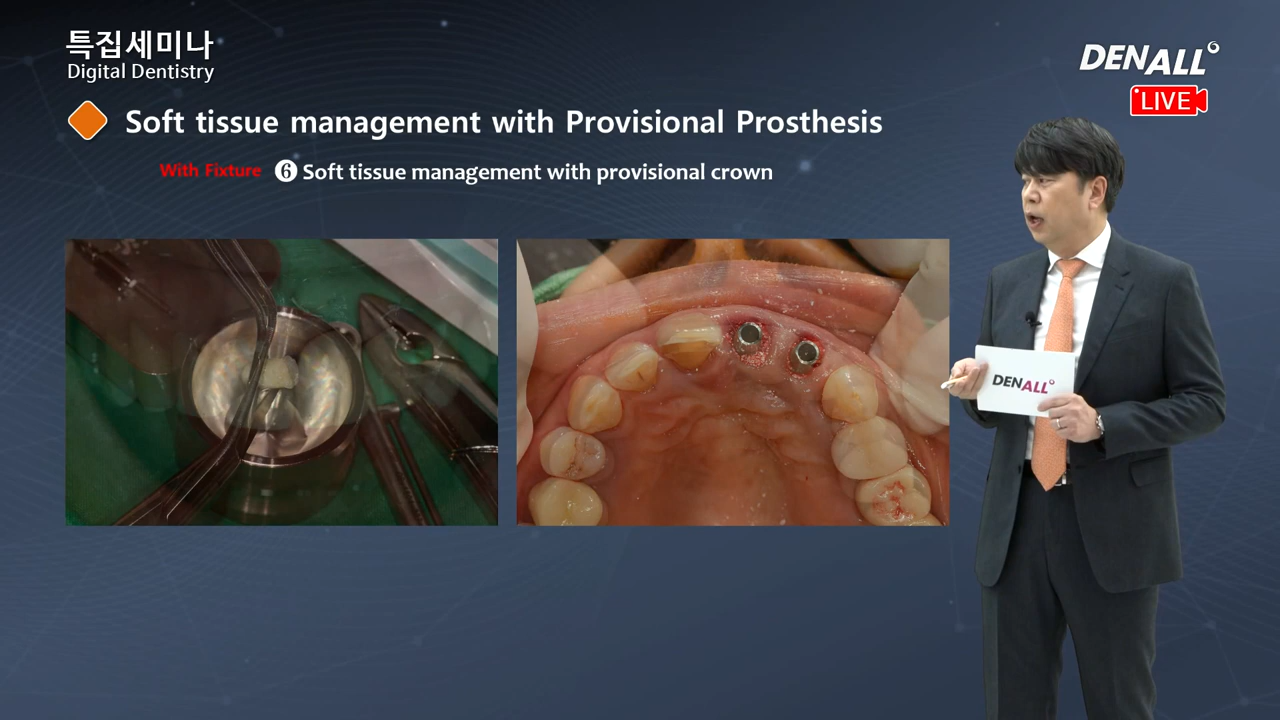 특집세미나
Digital Dentistry
DENALL
LIVE
Soft tissue management with Provisional Prosthesis
With Fixture ❻ Soft tissue management with provisional crown
DENALL